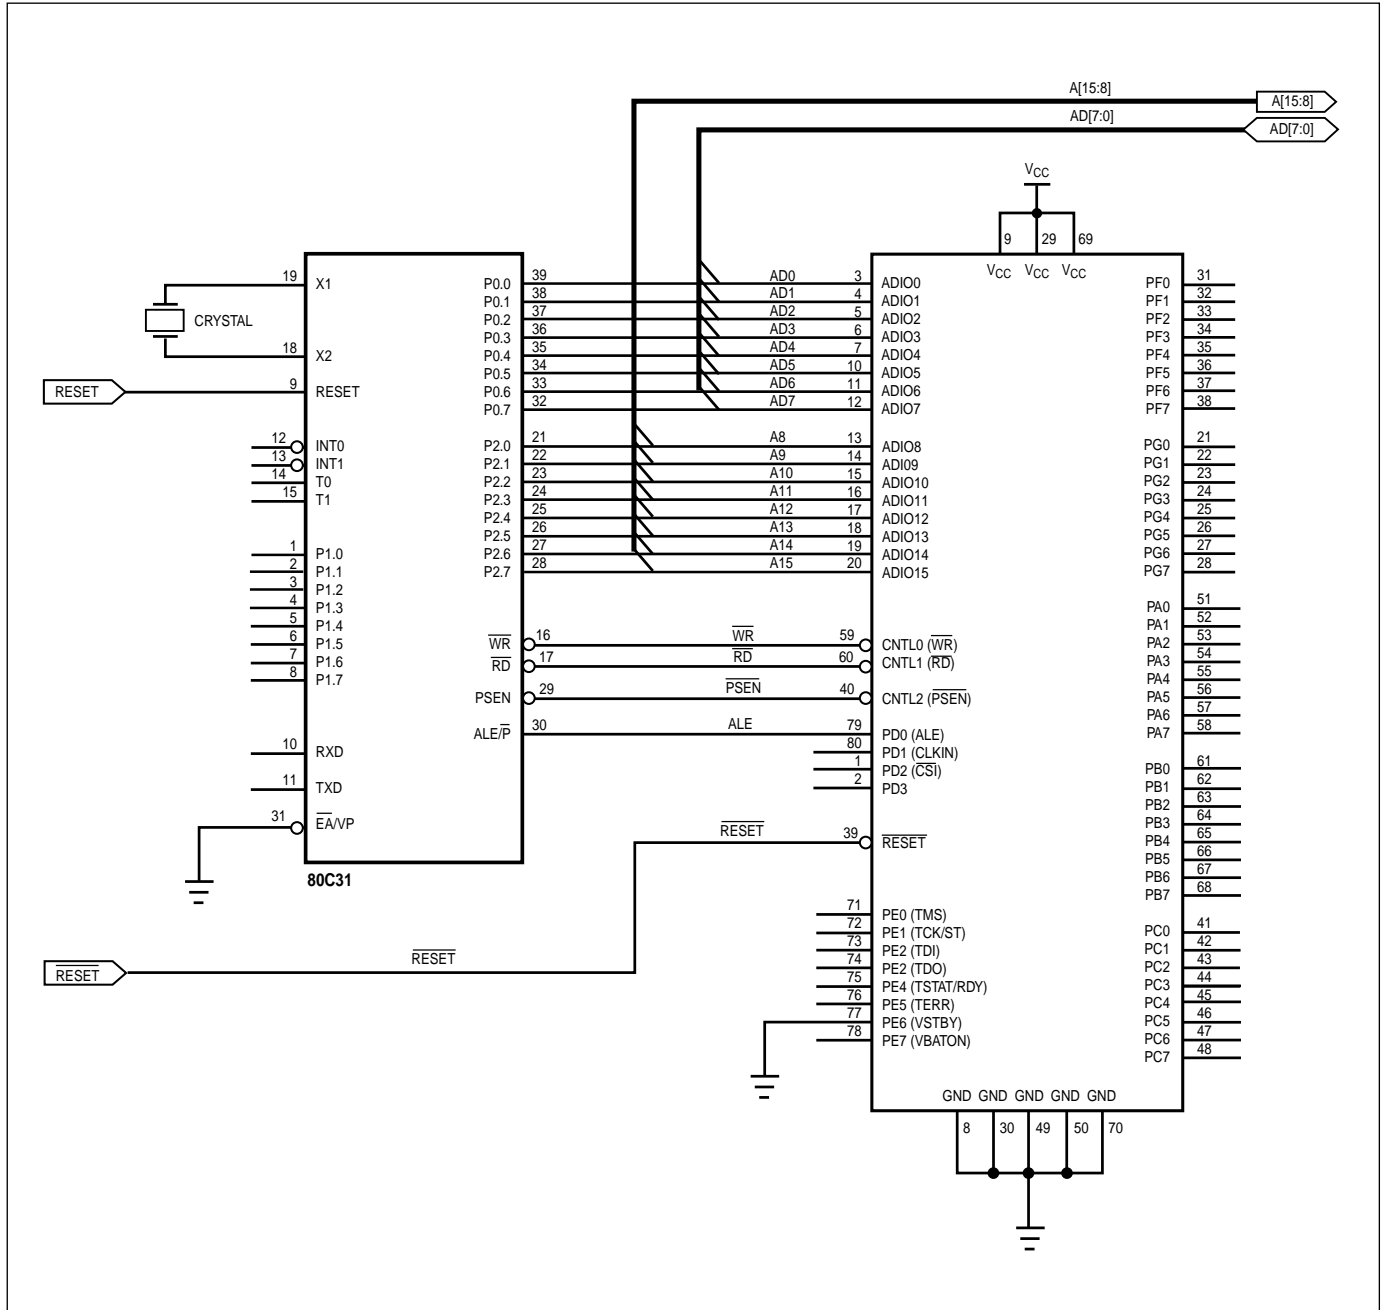 A[15:8]
A[15:8]
AD[7:0]
AD[7:0]
VCC
9 29 69
VCC VCC VCC
19 X1
CRYSTAL
18 X2
RESET
9 RESET
12 INT0
13 INT1
14 T0
15 T1
1 P1.0
2 P1.1
3 P1.2
4 P1.3
5 P1.4
6 P1.5
7 P1.6
8 P1.7
10 RXD
11 TXD
31 E̅A̅/VP
80C31
P0.0 39 AD0 3 ADIO0
P0.1 38 AD1 4 ADIO1
P0.2 37 AD2 5 ADIO2
P0.3 36 AD3 6 ADIO3
P0.4 35 AD4 7 ADIO4
P0.5 34 AD5 10 ADIO5
P0.6 33 AD6 11 ADIO6
P0.7 32 AD7 12 ADIO7
P2.0 21 A8 13 ADIO8
P2.1 22 A9 14 ADI09
P2.2 23 A10 15 ADIO10
P2.3 24 A11 16 ADIO11
P2.4 25 A12 17 ADIO12
P2.5 26 A13 18 ADIO13
P2.6 27 A14 19 ADIO14
P2.7 28 A15 20 ADIO15
W̅R̅ 16 W̅R̅ 59 CNTL0 (W̅R̅)
R̅D̅ 17 R̅D̅ 60 CNTL1 (R̅D̅)
PSEN 29 P̅S̅E̅N̅ 40 CNTL2 (P̅S̅E̅N̅)
ALE/P̅ 30 ALE 79 PD0 (ALE)
80 PD1 (CLKIN)
1 PD2 (C̅S̅I̅)
2 PD3
R̅E̅S̅E̅T̅ 39 R̅E̅S̅E̅T̅
R̅E̅S̅E̅T̅
R̅E̅S̅E̅T̅
71 PE0 (TMS)
72 PE1 (TCK/ST)
73 PE2 (TDI)
74 PE2 (TDO)
75 PE4 (TSTAT/RDY)
76 PE5 (TERR)
77 PE6 (VSTBY)
78 PE7 (VBATON)
PF0 31
PF1 32
PF2 33
PF3 34
PF4 35
PF5 36
PF6 37
PF7 38
PG0 21
PG1 22
PG2 23
PG3 24
PG4 25
PG5 26
PG6 27
PG7 28
PA0 51
PA1 52
PA2 53
PA3 54
PA4 55
PA5 56
PA6 57
PA7 58
PB0 61
PB1 62
PB2 63
PB3 64
PB4 65
PB5 66
PB6 67
PB7 68
PC0 41
PC1 42
PC2 43
PC3 44
PC4 45
PC5 46
PC6 47
PC7 48
GND GND GND GND GND
8 30 49 50 70